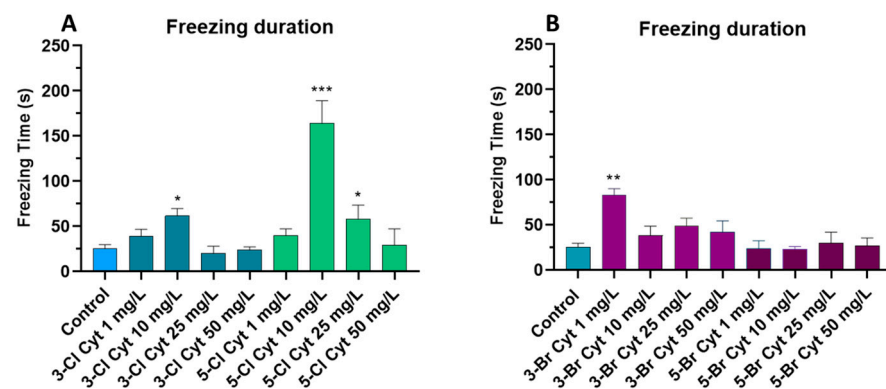 A
Freezing duration
Freezing Time (s)
250
200
150
100
50
0
*
***
*
Control
3-Cl Cyt 1 mg/L
3-Cl Cyt 10 mg/L
3-Cl Cyt 25 mg/L
3-Cl Cyt 50 mg/L
5-Cl Cyt 1 mg/L
5-Cl Cyt 10 mg/L
5-Cl Cyt 25 mg/L
5-Cl Cyt 50 mg/L
B
Freezing duration
Freezing Time (s)
250
200
150
100
50
0
**
Control
3-Br Cyt 1 mg/L
3-Br Cyt 10 mg/L
3-Br Cyt 25 mg/L
3-Br Cyt 50 mg/L
5-Br Cyt 1 mg/L
5-Br Cyt 10 mg/L
5-Br Cyt 25 mg/L
5-Br Cyt 50 mg/L